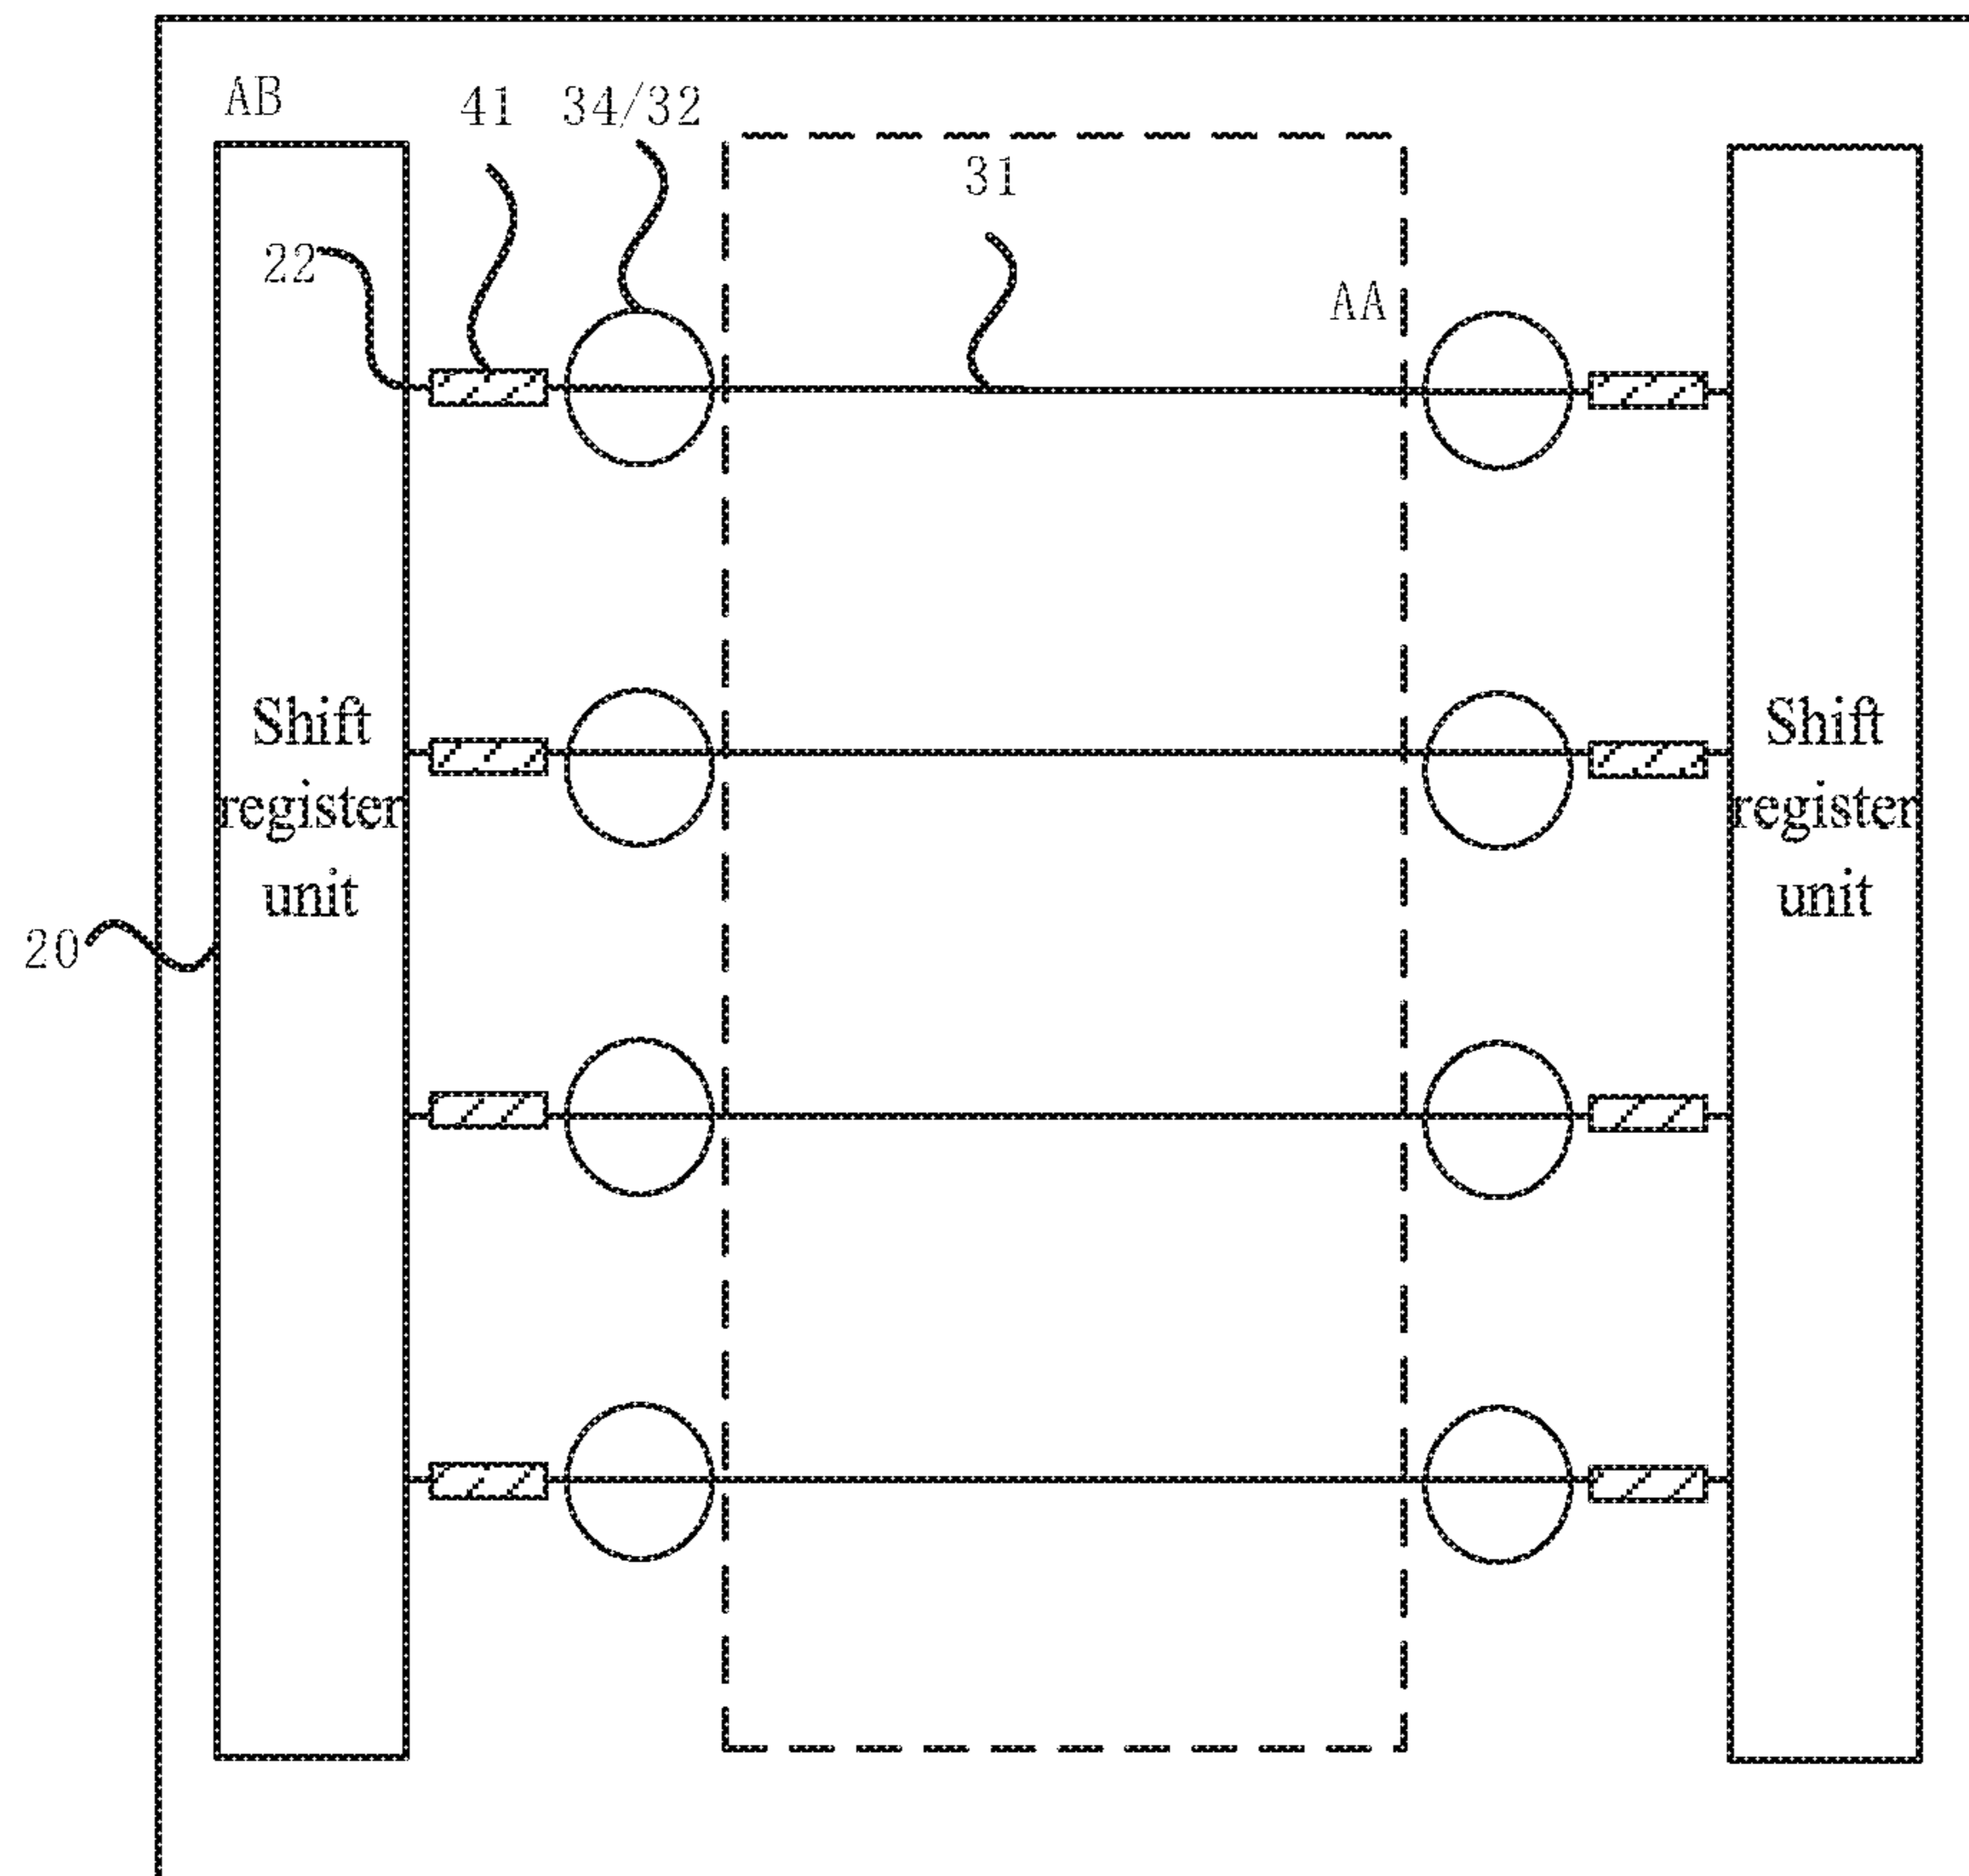 AB
41
34/32
31
22
AA
Shift
register
unit
Shift
register
unit
20